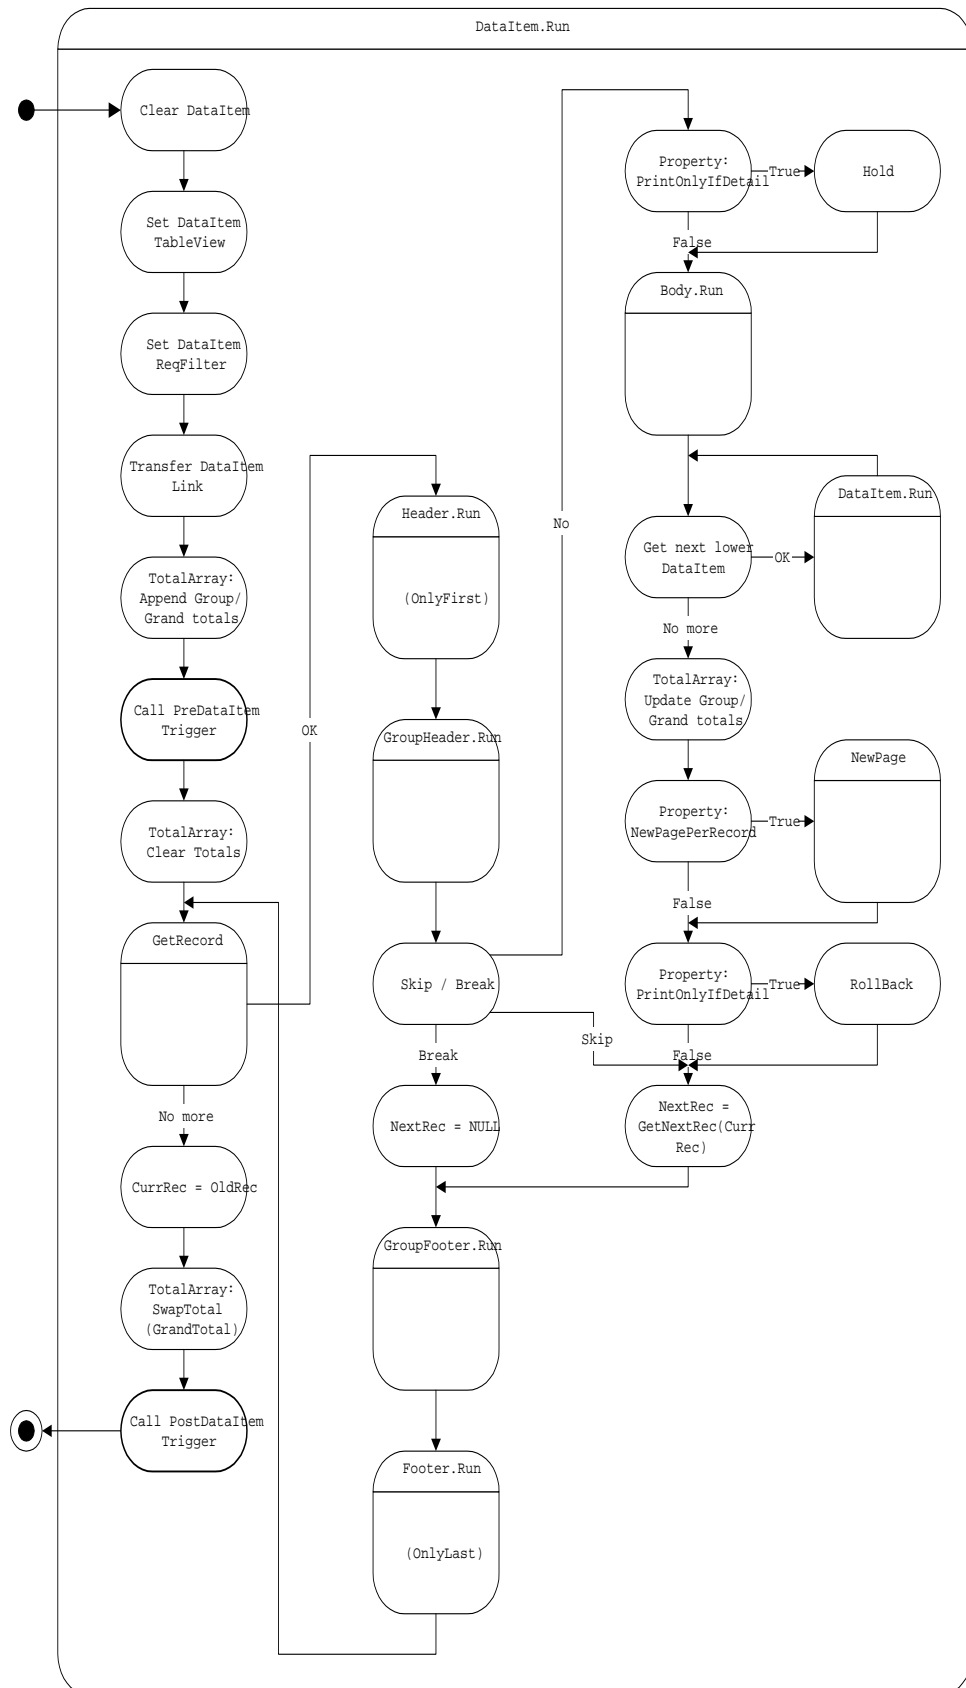 DataItem.Run
Clear DataItem
Set DataItem
TableView
Set DataItem
ReqFilter
Transfer DataItem
Link
TotalArray:
Append Group/
Grand totals
Call PreDataItem
Trigger
TotalArray:
Clear Totals
GetRecord
No more
CurrRec = OldRec
TotalArray:
SwapTotal
(GrandTotal)
Call PostDataItem
Trigger
OK
Header.Run
(OnlyFirst)
GroupHeader.Run
Skip / Break
Break
NextRec = NULL
GroupFooter.Run
Footer.Run
(OnlyLast)
No
Skip
Property:
PrintOnlyIfDetail
True
Hold
False
Body.Run
DataItem.Run
Get next lower
DataItem
OK
No more
TotalArray:
Update Group/
Grand totals
NewPage
Property:
NewPagePerRecord
True
False
Property:
PrintOnlyIfDetail
True
RollBack
False
NextRec =
GetNextRec(Curr
Rec)